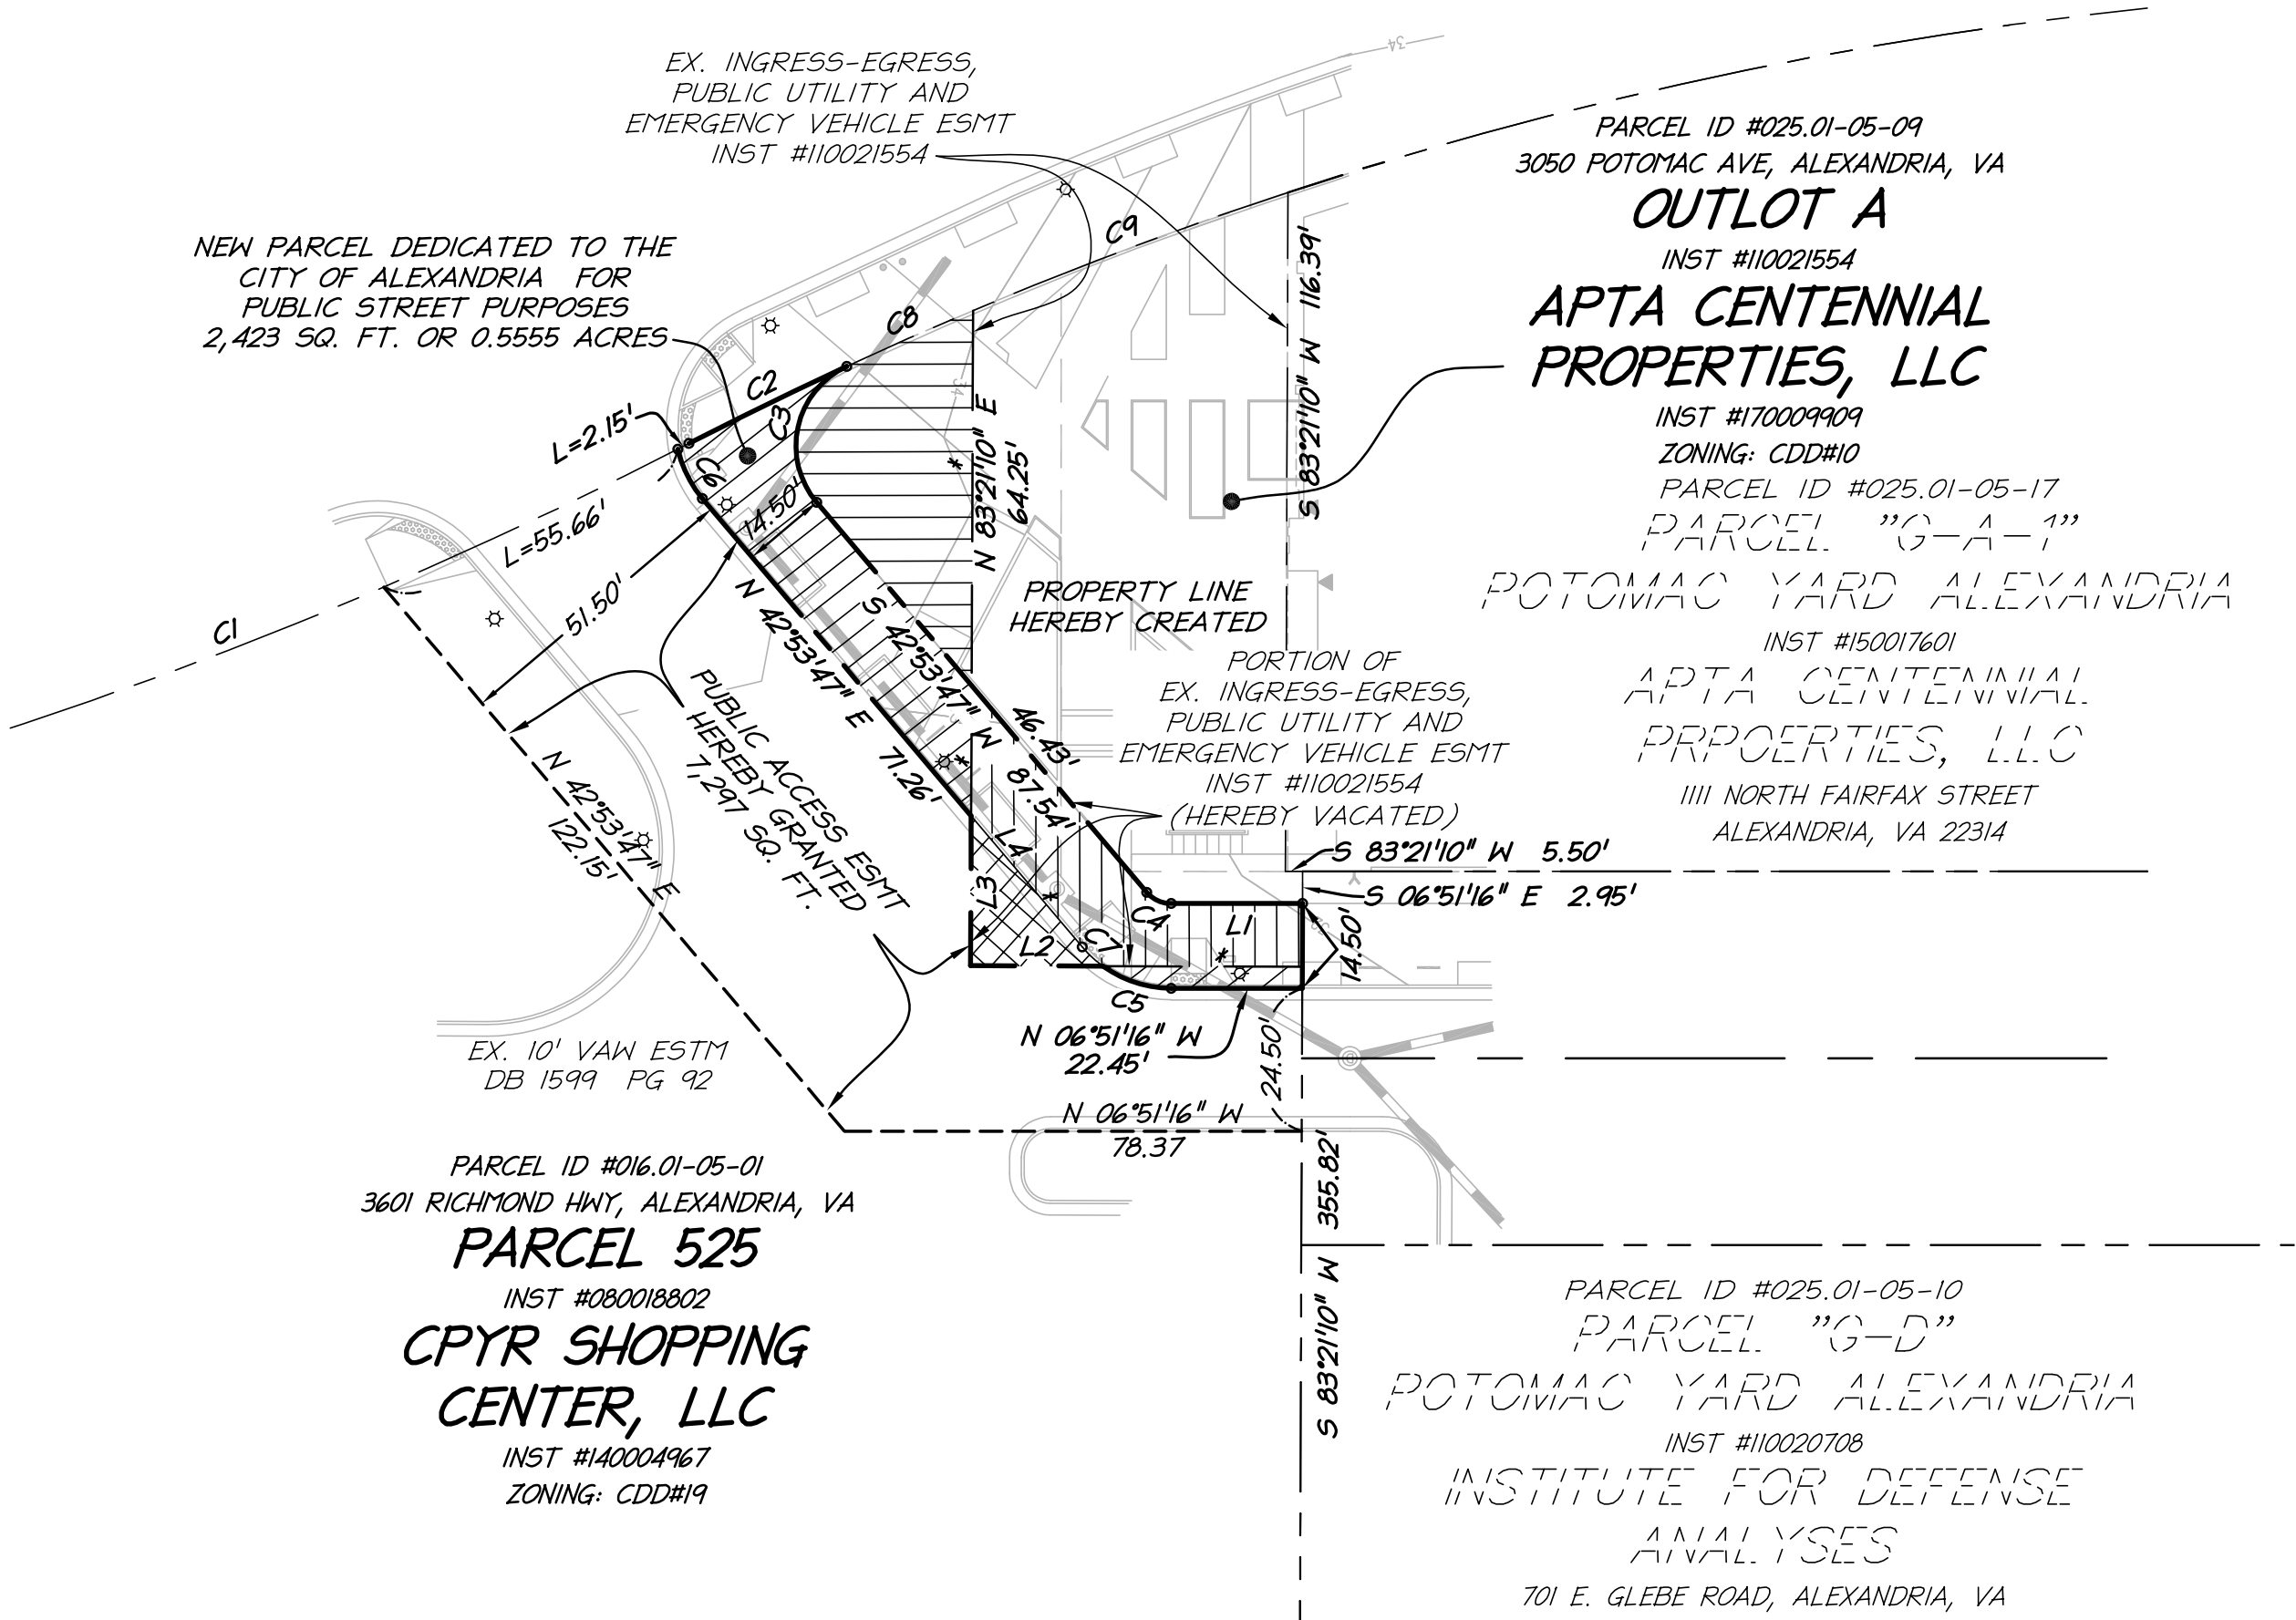 EX. INGRESS-EGRESS,
PUBLIC UTILITY AND
EMERGENCY VEHICLE ESMT
INST #110021554
NEW PARCEL DEDICATED TO THE
CITY OF ALEXANDRIA FOR
PUBLIC STREET PURPOSES
2,423 SQ. FT. OR 0.5555 ACRES
34
C9
C8
C2
C3
C6
34
L=2.15'
L=55.66'
C1
14.50'
51.50'
N 83°21'10" E
64.25'
S 83°21'10" W 116.39'
PARCEL ID #025.01-05-09
3050 POTOMAC AVE, ALEXANDRIA, VA
OUTLOT A
INST #110021554
APTA CENTENNIAL
PROPERTIES, LLC
INST #170009909
ZONING: CDD#10
PARCEL ID #025.01-05-17
PARCEL "G-A-1"
POTOMAC YARD ALEXANDRIA
INST #150017601
APTA CENTENNIAL
PRPOERTIES, LLC
1111 NORTH FAIRFAX STREET
ALEXANDRIA, VA 22314
PROPERTY LINE
HEREBY CREATED
N 42°53'47" E
71.26'
S 42°53'47" W
46.43'
87.54'
PORTION OF
EX. INGRESS-EGRESS,
PUBLIC UTILITY AND
EMERGENCY VEHICLE ESMT
INST #110021554
(HEREBY VACATED)
PUBLIC ACCESS ESMT
HEREBY GRANTED
7,297 SQ. FT.
N 42°53'47" E
122.15'
S 83°21'10" W 5.50'
S 06°51'16" E 2.95'
L4
L3
L2
C7
C4
L1
C5
14.50'
N 06°51'16" W
22.45'
24.50'
N 06°51'16" W
78.37
EX. 10' VAW ESTM
DB 1599 PG 92
S 83°21'10" W 355.82'
PARCEL ID #016.01-05-01
3601 RICHMOND HWY, ALEXANDRIA, VA
PARCEL 525
INST #080018802
CPYR SHOPPING
CENTER, LLC
INST #140004967
ZONING: CDD#19
PARCEL ID #025.01-05-10
PARCEL "G-D"
POTOMAC YARD ALEXANDRIA
INST #110020708
INSTITUTE FOR DEFENSE
ANALYSES
701 E. GLEBE ROAD, ALEXANDRIA, VA